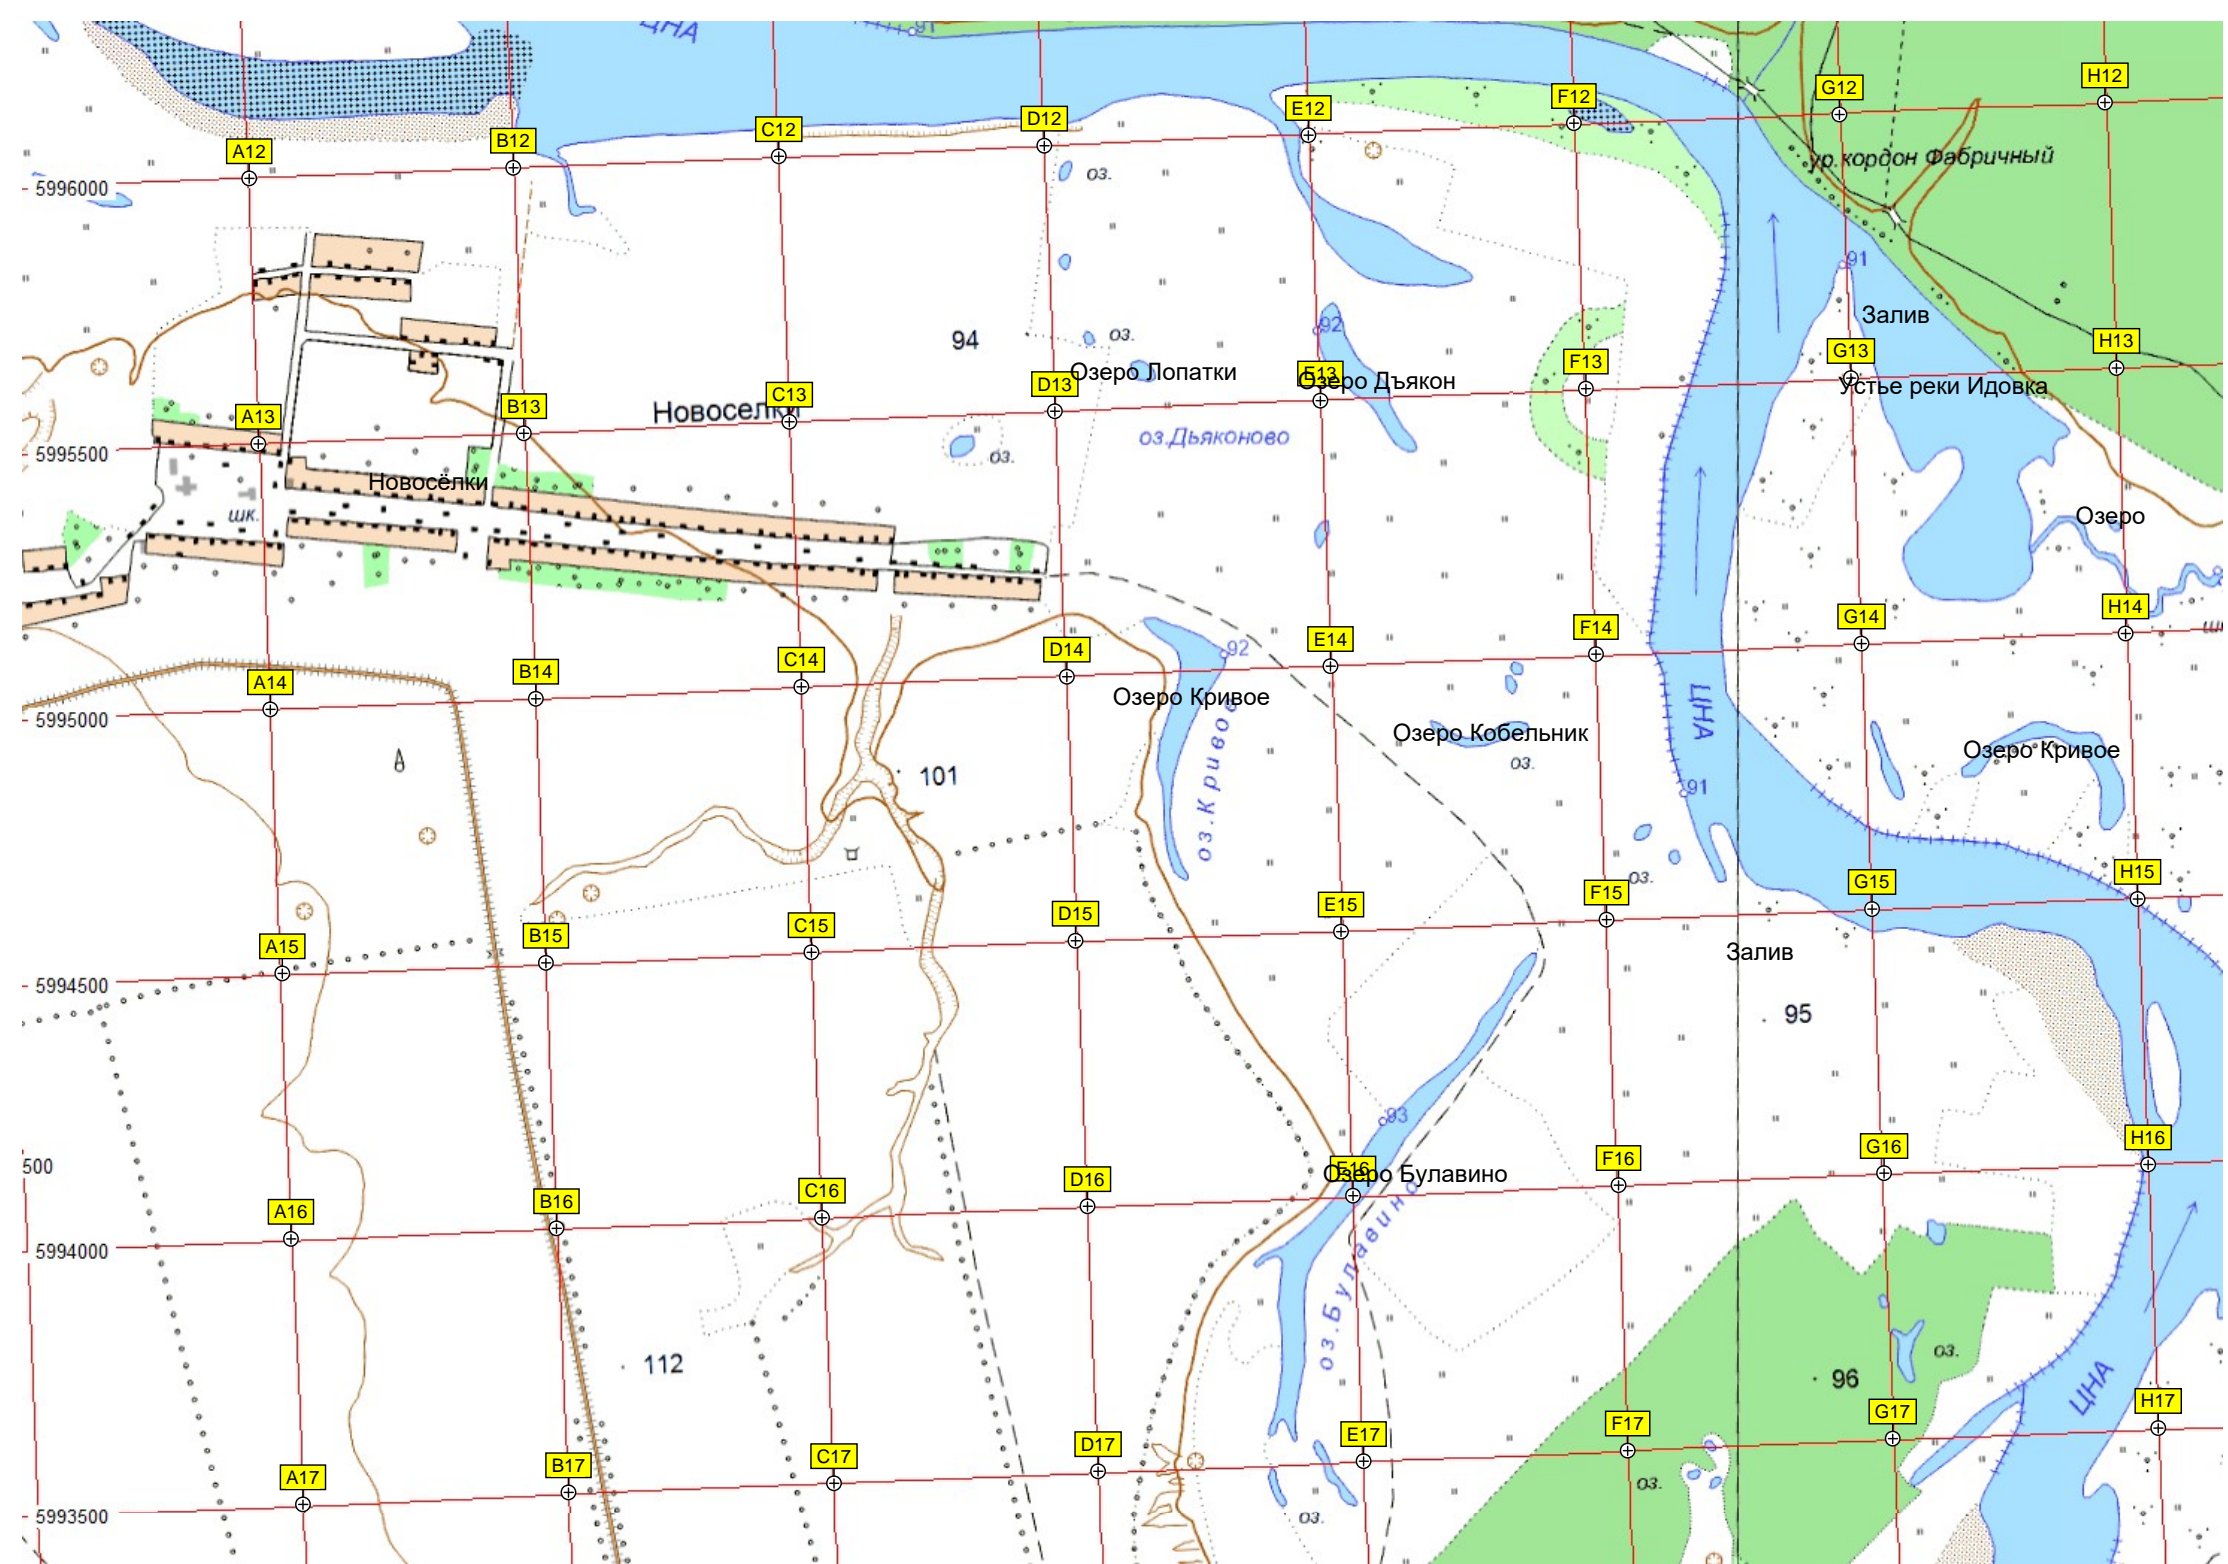 ЦНА
91
A12
B12
C12
D12
E12
F12
G12
H12
5996000
оз.
ур.кордон Фабричный
91
Залив
92
94
оз.
Озеро Лопатки
E13
Озеро Дъякон
A13
B13
C13
D13
F13
G13
H13
Устье реки Идовка
Новоселки
5995500
оз.
оз.Дьяконово
Новосёлки
шк.
Озеро
A14
B14
C14
D14
E14
F14
G14
H14
92
5995000
Озеро Кривое
оз.Кривое
Озеро Кобельник
оз.
ЦНА
Озеро Кривое
101
91
оз.
A15
B15
C15
D15
E15
F15
G15
H15
Залив
5994500
95
93
500
A16
B16
C16
D16
E16
F16
G16
H16
Озеро Булавино
оз.Булавино
5994000
112
оз.
96
ЦНА
A17
B17
C17
D17
E17
F17
G17
H17
оз.
оз.
5993500